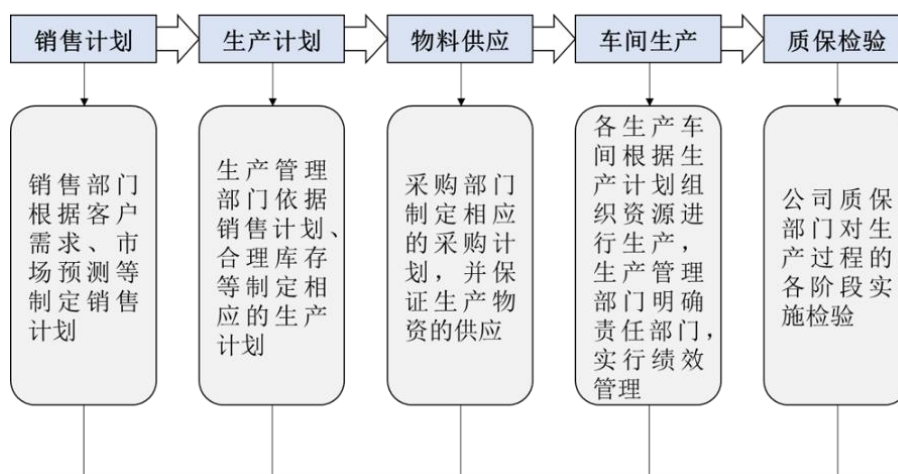 销售计划
生产计划
物料供应
车间生产
质保检验
销售部门
根据客户
需求、市
场预测等
制定销售
计划
生产管理
部门依据
销售计划、
合理库存
等制定相
应的生产
计划
采购部门
制定相应
的采购计
划，并保
证生产物
资的供应
各生产车
间根据生
产计划组
织资源进
行生产，
生产管理
部门明确
责任部门，
实行绩效
管理
公司质保
部门对生
产过程的
各阶段实
施检验